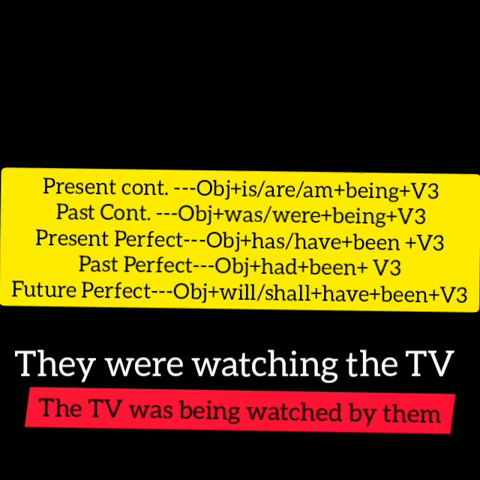 Present cont. ---Obj+is/are/am+being+V3
Past Cont. ---Obj+was/were+being+V3
Present Perfect---Obj+has/have+been +V3
Past Perfect---Obj+had+been+ V3
Future Perfect---Obj+will/shall+have+been+V3
They were watching the TV
The TV was being watched by them